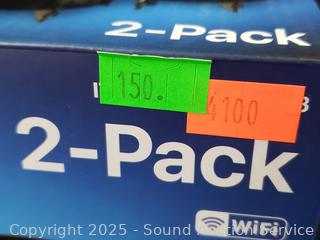 2-Pack
150.
4100
2-Pack
WiFi
Copyright 2025 - Sound Auction Service